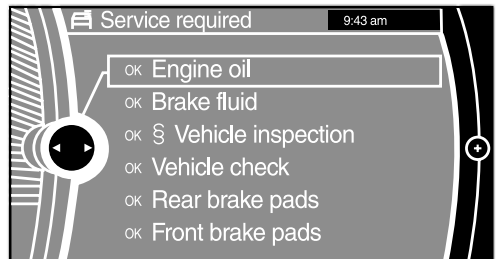 Service required 9:43 am
OK Engine oil
OK Brake fluid
OK § Vehicle inspection
OK Vehicle check
OK Rear brake pads
OK Front brake pads